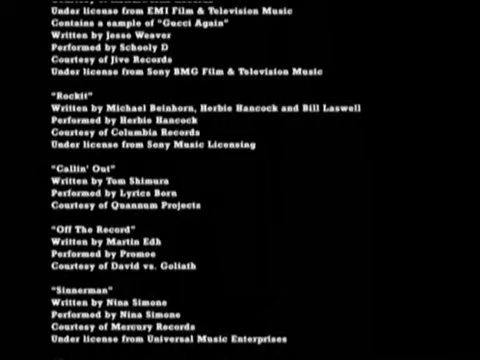 Under license from EMI Film & Television Music
Contains a sample of "Gucci Again"
Written by Jesse Weaver
Performed by Schooly D
Courtesy of Jive Records
Under license from Sony BMG Film & Television Music
"Rockit"
Written by Michael Beinhorn, Herbie Hancock and Bill Laswell
Performed by Herbie Hancock
Courtesy of Columbia Records
Under license from Sony Music Licensing
"Callin' Out"
Written by Tom Shimura
Performed by Lyrics Born
Courtesy of Quannum Projects
"Off The Record"
Written by Martin Edh
Performed by Promoe
Courtesy of David vs. Goliath
"Sinnerman"
Written by Nina Simone
Performed by Nina Simone
Courtesy of Mercury Records
Under license from Universal Music Enterprises